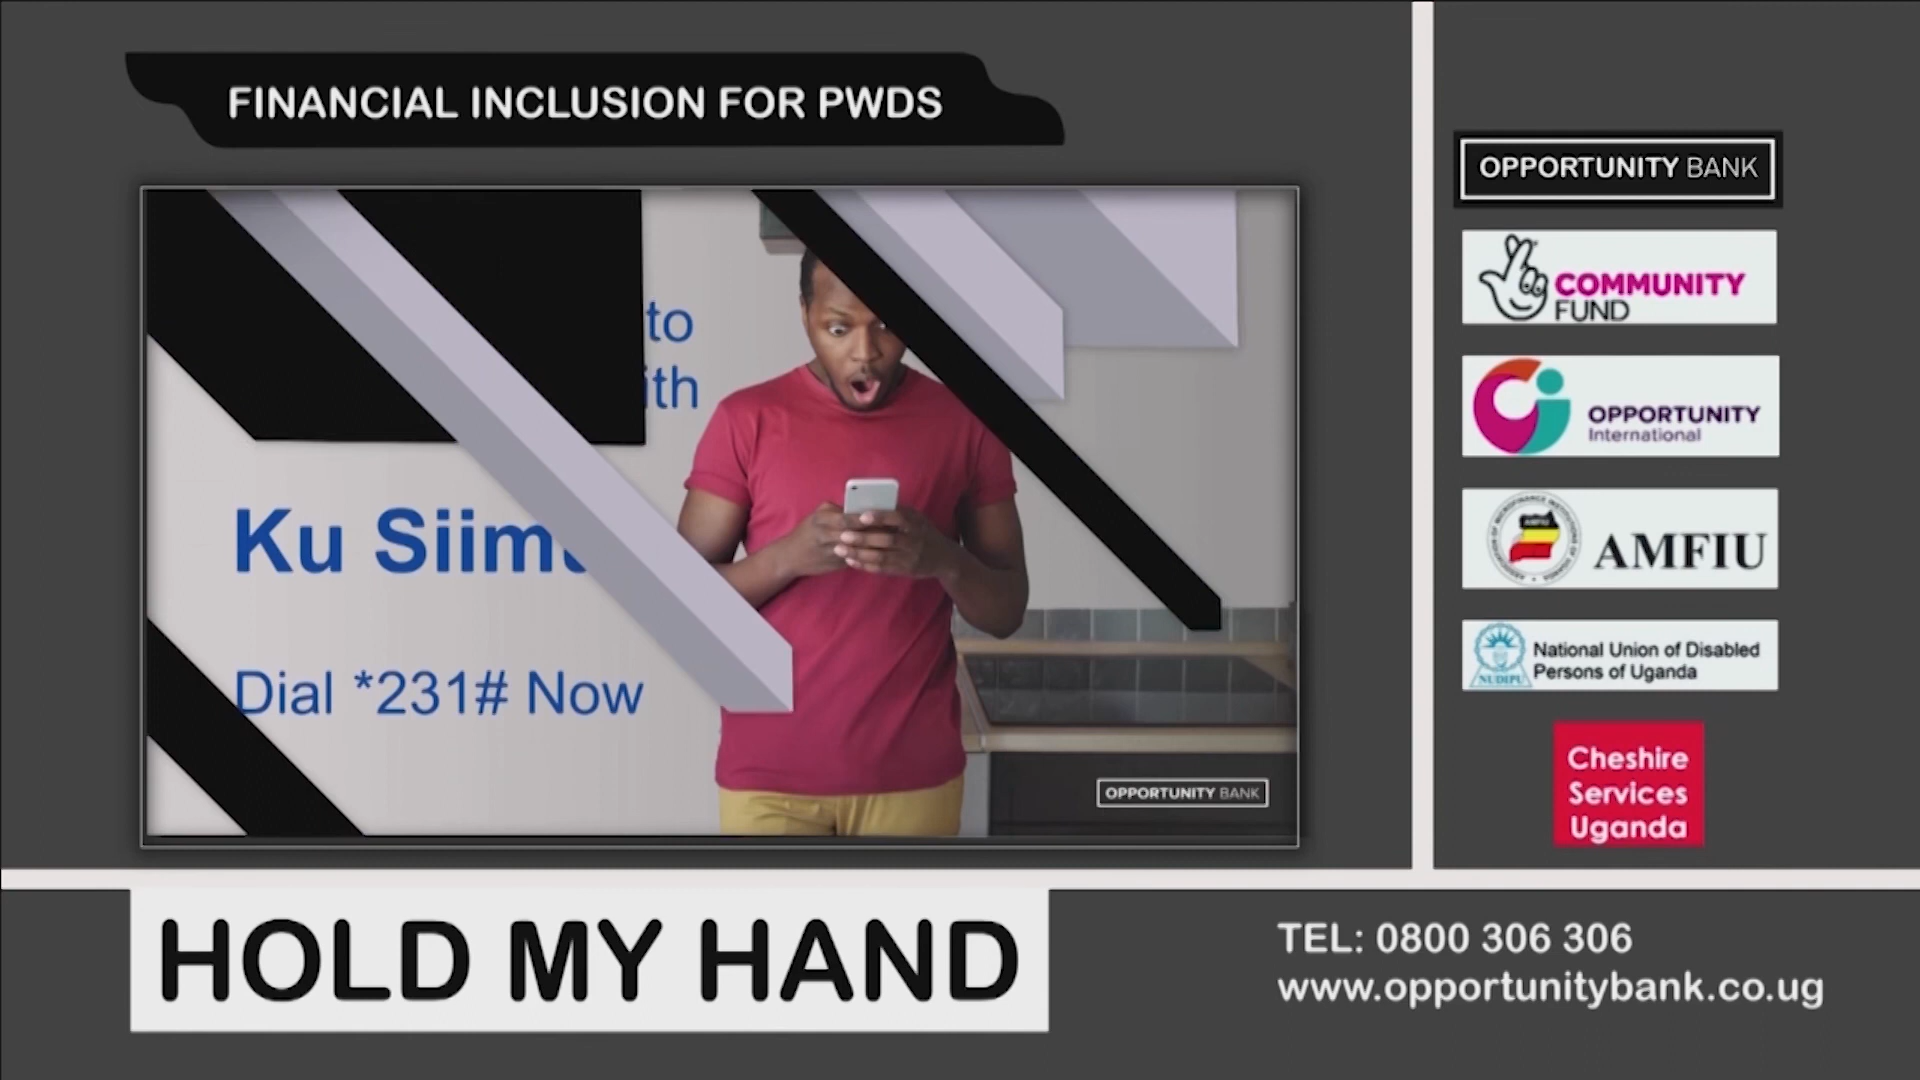 FINANCIAL INCLUSION FOR PWDS
to
ith
Ku Siim
Dial *231# Now
OPPORTUNITY BANK
OPPORTUNITY BANK
COMMUNITY
FUND
OPPORTUNITY
International
AMFIU
NUDIPU
National Union of Disabled
Persons of Uganda
Cheshire
Services
Uganda
HOLD MY HAND
TEL: 0800 306 306
www.opportunitybank.co.ug